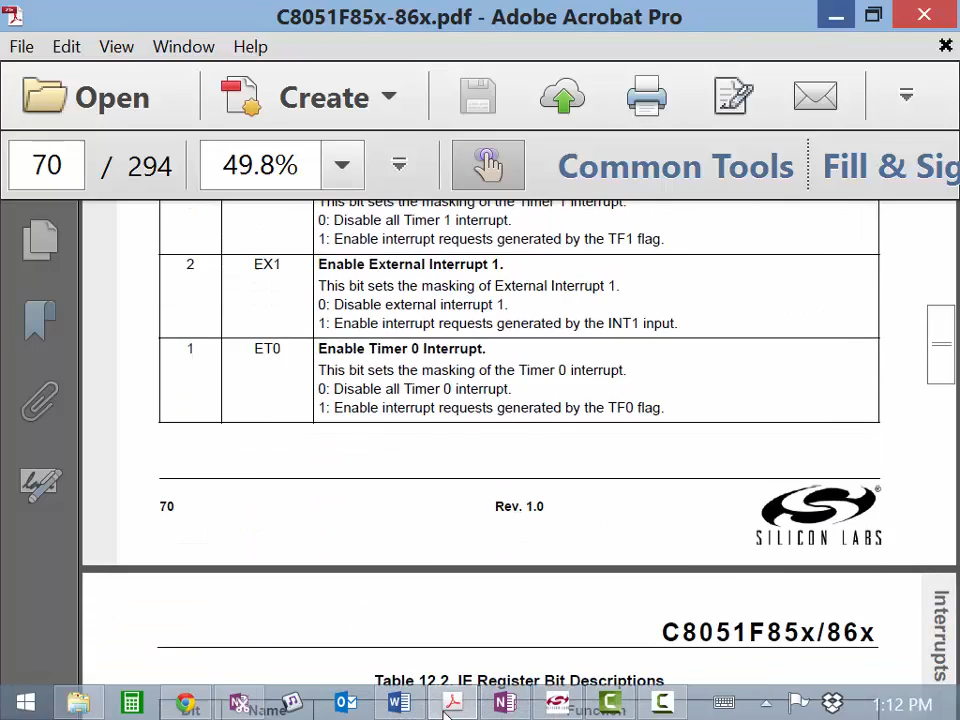 C8051F85x-86x.pdf - Adobe Acrobat Pro
File Edit View Window Help
Open Create
70 / 294 49.8% Common Tools Fill & Sig
This bit sets the masking of the Timer 1 interrupt.
0: Disable all Timer 1 interrupt.
1: Enable interrupt requests generated by the TF1 flag.
2 EX1 Enable External Interrupt 1.
This bit sets the masking of External Interrupt 1.
0: Disable external interrupt 1.
1: Enable interrupt requests generated by the INT1 input.
1 ET0 Enable Timer 0 Interrupt.
This bit sets the masking of the Timer 0 interrupt.
0: Disable all Timer 0 interrupt.
1: Enable interrupt requests generated by the TF0 flag.
70 Rev. 1.0
SILICON LABS
C8051F85x/86x
Interrupts
Table 12.2. IE Register Bit Descriptions
Bit Name Function
1:12 PM